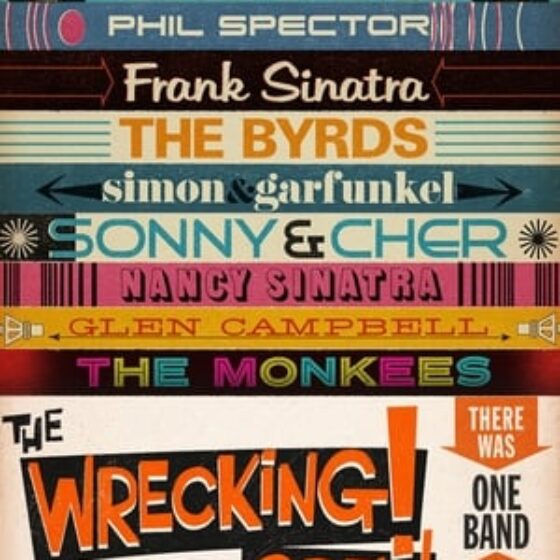 PHIL SPECTOR
Frank Sinatra
THE BYRDS
simon & garfunkel
SONNY & CHER
NANCY SINATRA
GLEN CAMPBELL
THE MONKEES
THE
WRECKiNG!
THERE
WAS
ONE
BAND